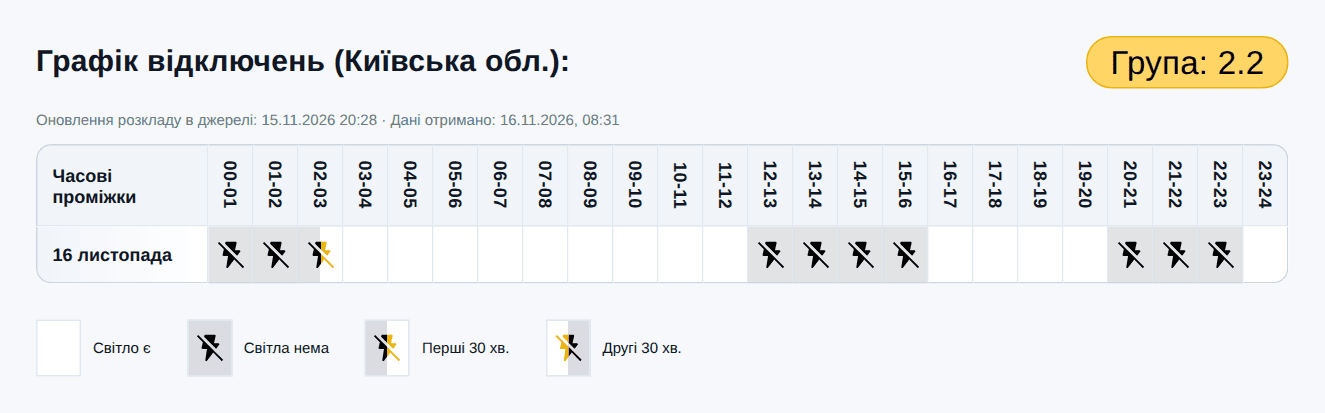 Графік відключень (Київська обл.):
Група: 2.2
Оновлення розкладу в джерелі: 15.11.2026 20:28 · Дані отримано: 16.11.2026, 08:31
Часові
проміжки
00-01
01-02
02-03
03-04
04-05
05-06
06-07
07-08
08-09
09-10
10-11
11-12
12-13
13-14
14-15
15-16
16-17
17-18
18-19
19-20
20-21
21-22
22-23
23-24
16 листопада
Світло є
Світла нема
Перші 30 хв.
Другі 30 хв.